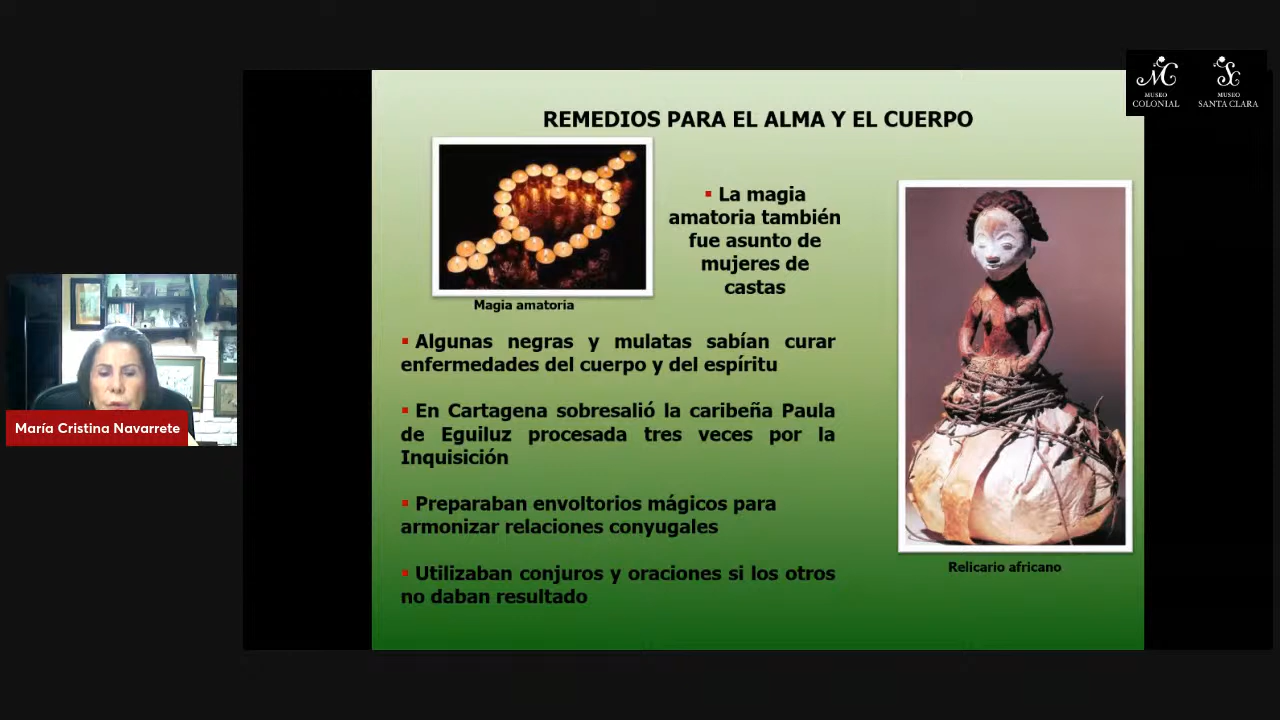 MUSEO
COLONIAL
MUSEO
SANTA CLARA
REMEDIOS PARA EL ALMA Y EL CUERPO
▪ La magia
amatoria también
fue asunto de
mujeres de
castas
Magia amatoria
▪ Algunas negras y mulatas sabían curar
enfermedades del cuerpo y del espíritu
▪ En Cartagena sobresalió la caribeña Paula
de Eguiluz procesada tres veces por la
Inquisición
▪ Preparaban envoltorios mágicos para
armonizar relaciones conyugales
▪ Utilizaban conjuros y oraciones si los otros
no daban resultado
Relicario africano
María Cristina Navarrete